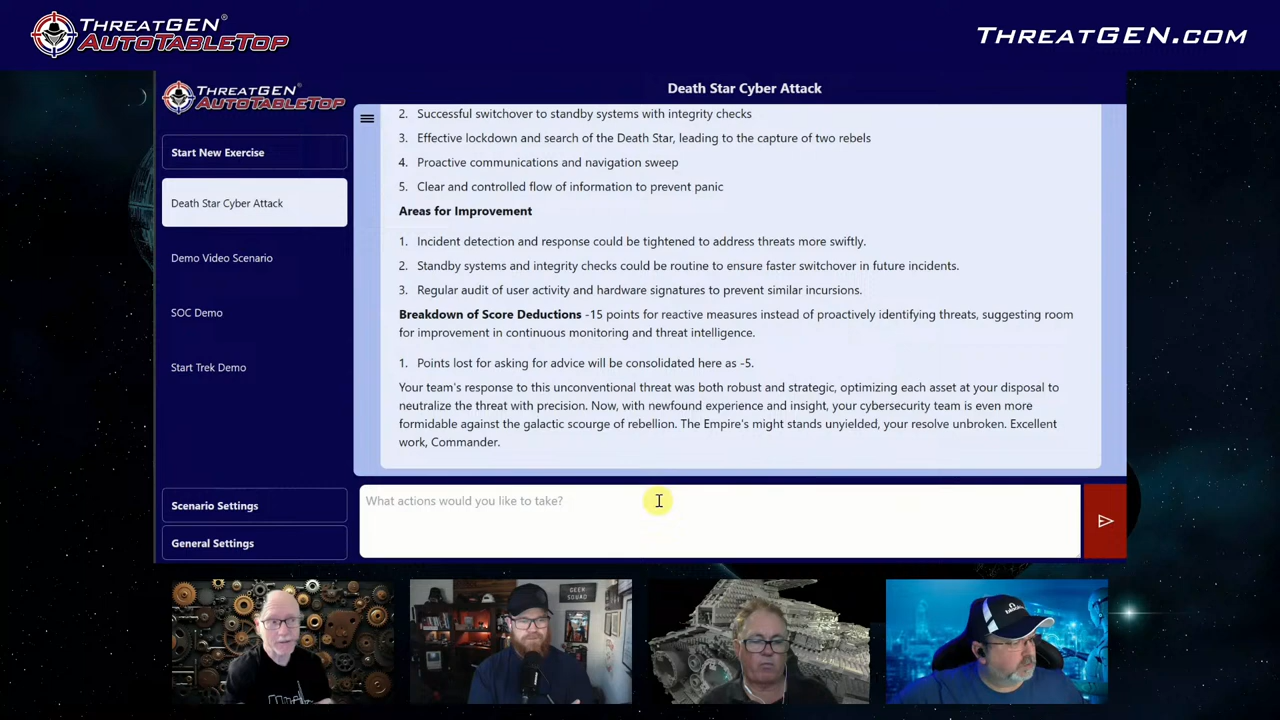 THREATGEN®
AUTOTABLETOP
THREATGEN.COM
THREATGEN
AUTOTABLETOP
Death Star Cyber Attack
Start New Exercise
Death Star Cyber Attack
Demo Video Scenario
SOC Demo
Start Trek Demo
Scenario Settings
General Settings
2. Successful switchover to standby systems with integrity checks
3. Effective lockdown and search of the Death Star, leading to the capture of two rebels
4. Proactive communications and navigation sweep
5. Clear and controlled flow of information to prevent panic
Areas for Improvement
1. Incident detection and response could be tightened to address threats more swiftly.
2. Standby systems and integrity checks could be routine to ensure faster switchover in future incidents.
3. Regular audit of user activity and hardware signatures to prevent similar incursions.
Breakdown of Score Deductions -15 points for reactive measures instead of proactively identifying threats, suggesting room
for improvement in continuous monitoring and threat intelligence.
1. Points lost for asking for advice will be consolidated here as -5.
Your team's response to this unconventional threat was both robust and strategic, optimizing each asset at your disposal to
neutralize the threat with precision. Now, with newfound experience and insight, your cybersecurity team is even more
formidable against the galactic scourge of rebellion. The Empire's might stands unyielded, your resolve unbroken. Excellent
work, Commander.
What actions would you like to take?
GEEK
SQUAD